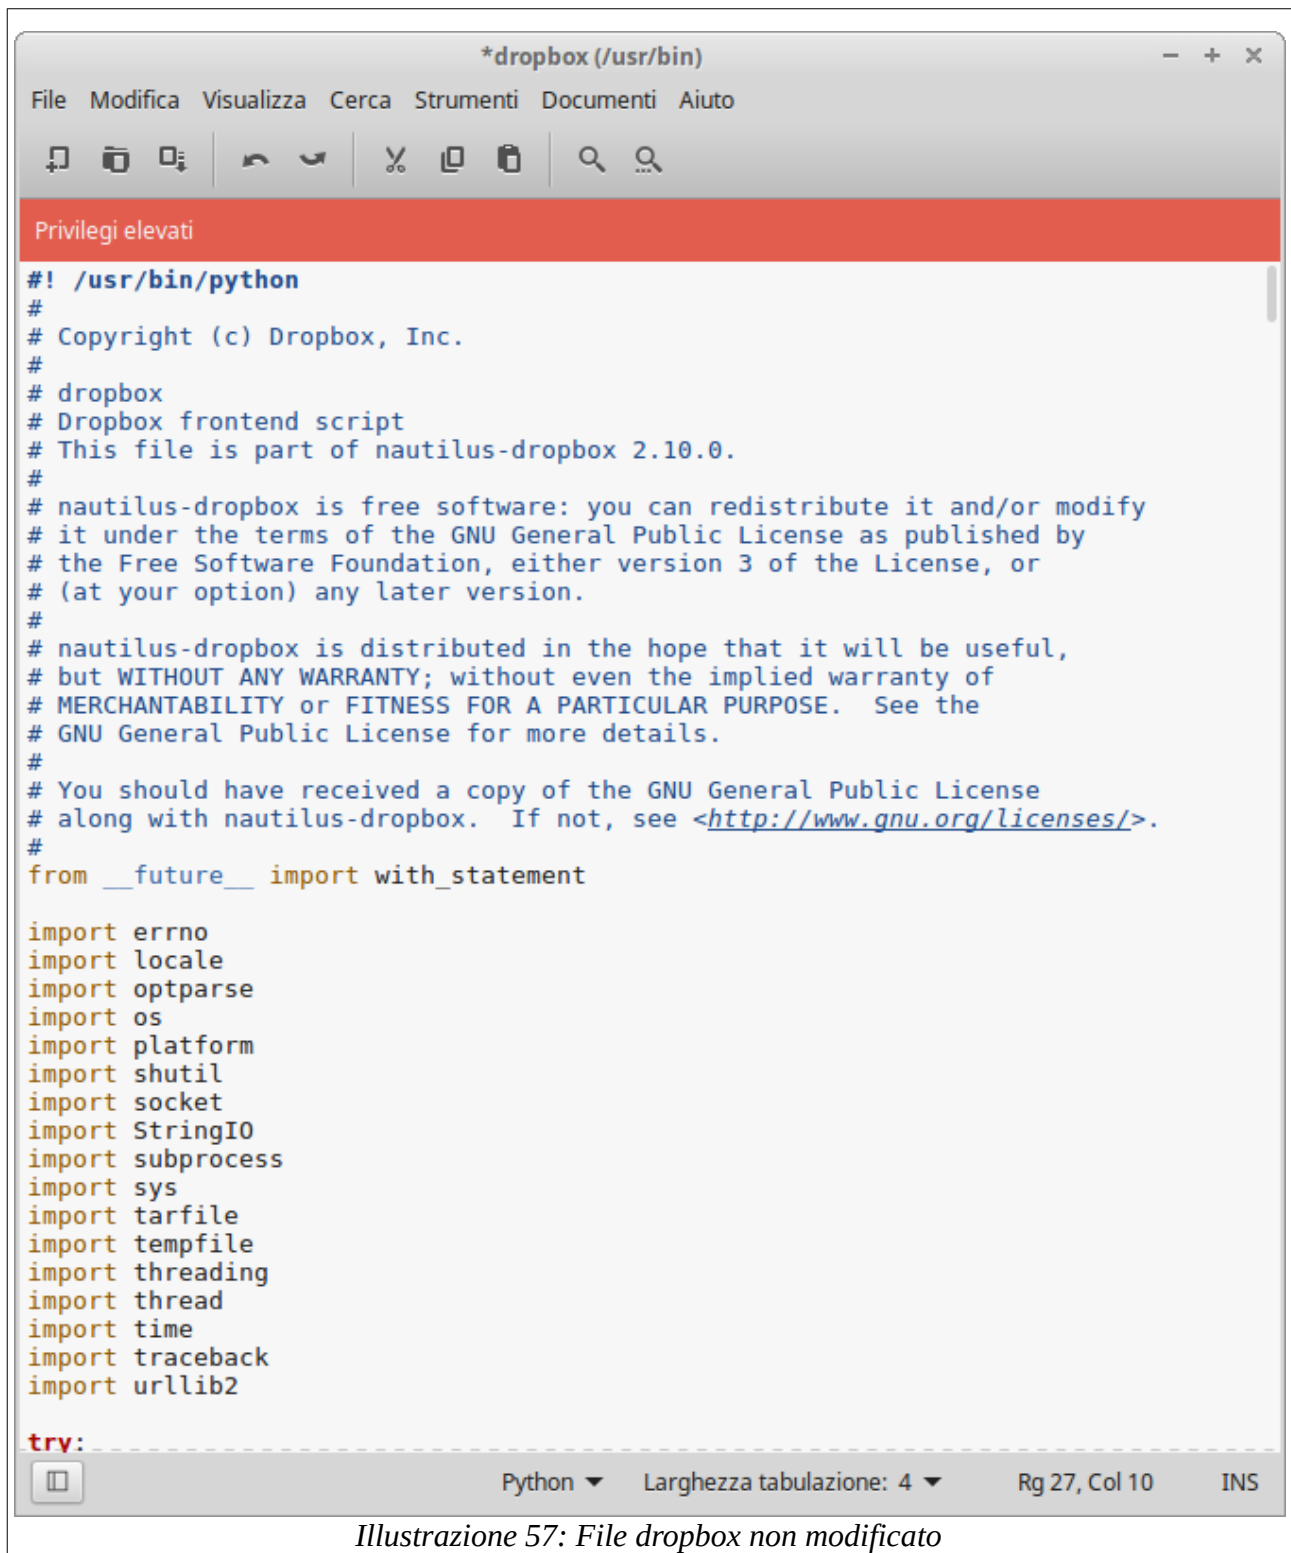 *dropbox (/usr/bin)
File Modifica Visualizza Cerca Strumenti Documenti Aiuto
Privilegi elevati
#! /usr/bin/python
#
# Copyright (c) Dropbox, Inc.
#
# dropbox
# Dropbox frontend script
# This file is part of nautilus-dropbox 2.10.0.
#
# nautilus-dropbox is free software: you can redistribute it and/or modify
# it under the terms of the GNU General Public License as published by
# the Free Software Foundation, either version 3 of the License, or
# (at your option) any later version.
#
# nautilus-dropbox is distributed in the hope that it will be useful,
# but WITHOUT ANY WARRANTY; without even the implied warranty of
# MERCHANTABILITY or FITNESS FOR A PARTICULAR PURPOSE.  See the
# GNU General Public License for more details.
#
# You should have received a copy of the GNU General Public License
# along with nautilus-dropbox.  If not, see <http://www.gnu.org/licenses/>.
#
from __future__ import with_statement
import errno
import locale
import optparse
import os
import platform
import shutil
import socket
import StringIO
import subprocess
import sys
import tarfile
import tempfile
import threading
import thread
import time
import traceback
import urllib2
try:
Python Larghezza tabulazione: 4 Rg 27, Col 10 INS
Illustrazione 57: File dropbox non modificato